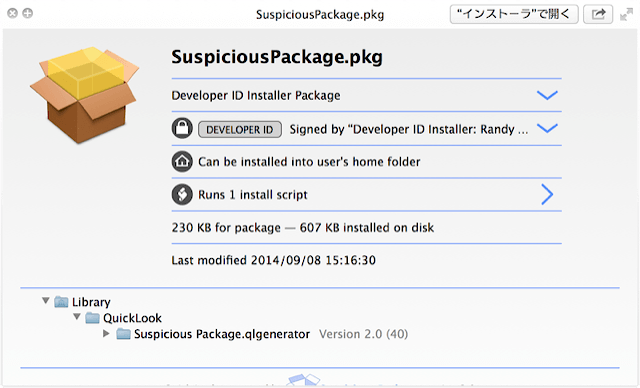 SuspiciousPackage.pkg
"インストーラ"で開く
SuspiciousPackage.pkg
Developer ID Installer Package
DEVELOPER ID Signed by “Developer ID Installer: Randy ...
Can be installed into user's home folder
Runs 1 install script
230 KB for package — 607 KB installed on disk
Last modified 2014/09/08 15:16:30
Library
QuickLook
Suspicious Package.qlgenerator Version 2.0 (40)